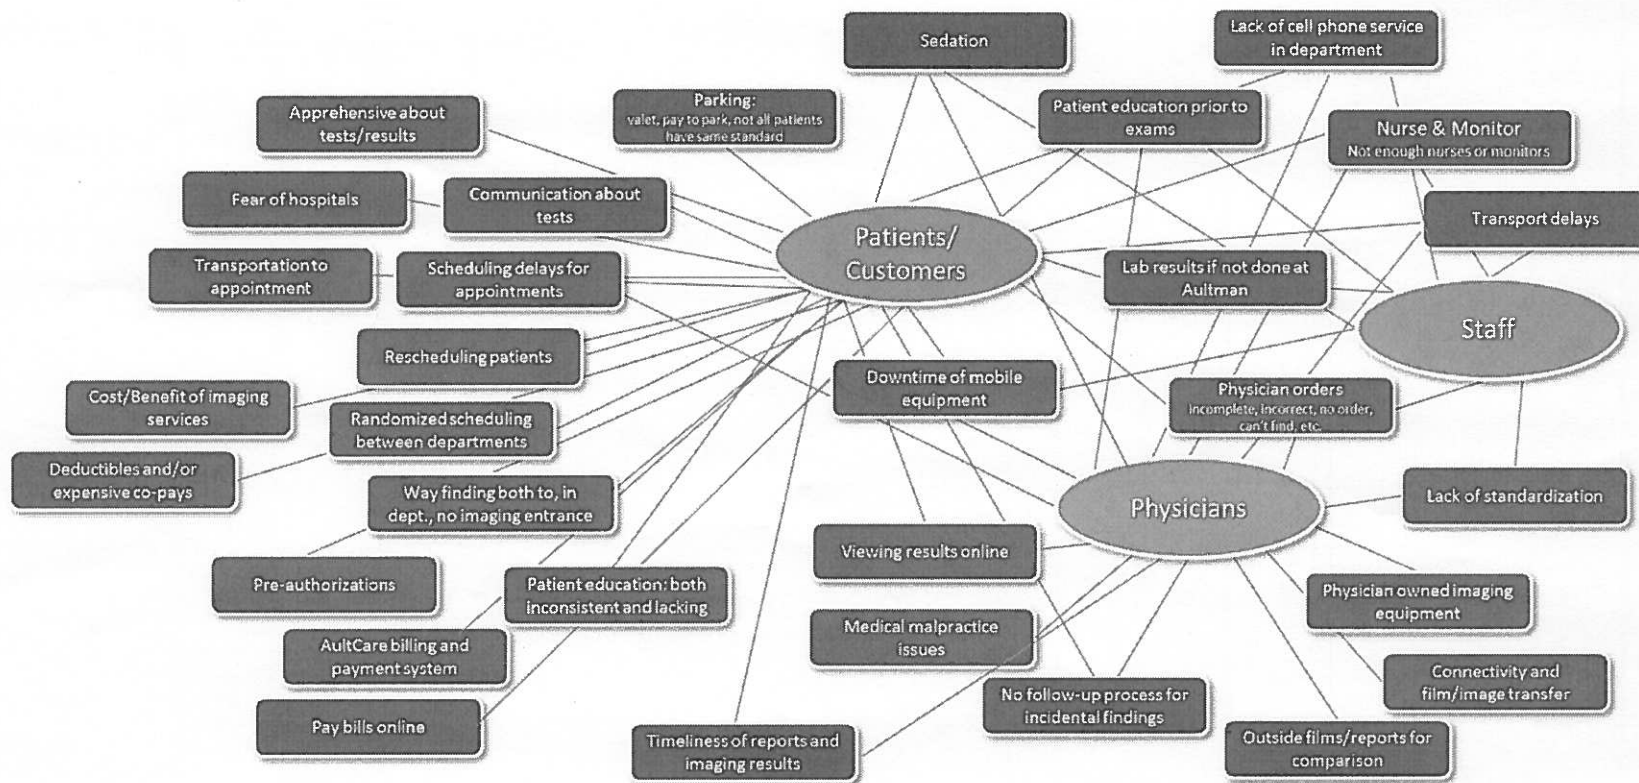 Sedation
Lack of cell phone service
in department
Apprehensive about
tests/results
Parking:
valet, pay to park, not all patients
have same standard
Patient education prior to
exams
Nurse & Monitor
Not enough nurses or monitors
Fear of hospitals
Communication about
tests
Transport delays
Patients/
Customers
Transportation to
appointment
Scheduling delays for
appointments
Lab results if not done at
Aultman
Staff
Rescheduling patients
Downtime of mobile
equipment
Physician orders
incomplete, incorrect, no order,
can't find, etc.
Cost/Benefit of imaging
services
Randomized scheduling
between departments
Deductibles and/or
expensive co-pays
Way finding both to, in
dept., no imaging entrance
Physicians
Lack of standardization
Viewing results online
Pre-authorizations
Patient education: both
inconsistent and lacking
Physician owned imaging
equipment
Medical malpractice
issues
AultCare billing and
payment system
Connectivity and
film/image transfer
No follow-up process for
incidental findings
Pay bills online
Timeliness of reports and
imaging results
Outside films/reports for
comparison